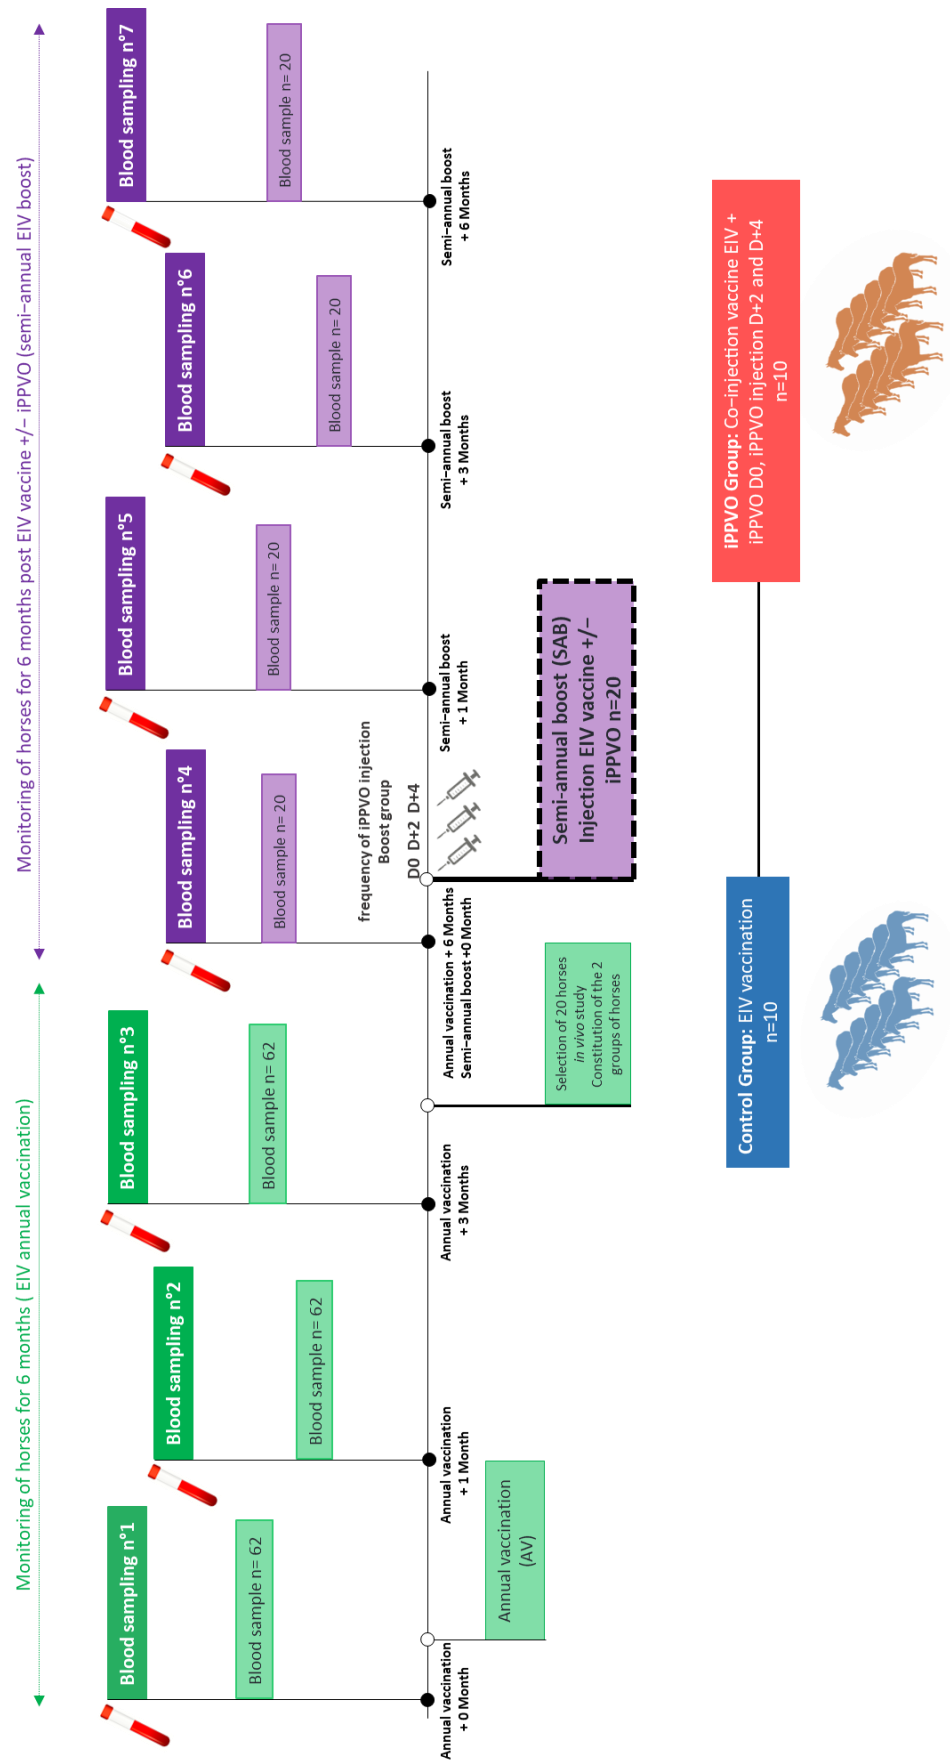 Monitoring of horses for 6 months ( EIV annual vaccination)
Monitoring of horses for 6 months post EIV vaccine +/− iPPVO (semi−annual EIV boost)
Blood sampling n°1
Blood sampling n°2
Blood sampling n°3
Blood sampling n°4
Blood sampling n°5
Blood sampling n°6
Blood sampling n°7
Blood sample n= 62
Blood sample n= 62
Blood sample n= 62
Blood sample n= 20
Blood sample n= 20
Blood sample n= 20
Blood sample n= 20
frequency of iPPVO injection
Boost group
D0 D+2 D+4
Annual vaccination
+ 0 Month
Annual vaccination
+ 1 Month
Annual vaccination
+ 3 Months
Annual vaccination + 6 Months
Semi−annual boost +0 Month
Semi−annual boost
+ 1 Month
Semi−annual boost
+ 3 Months
Semi−annual boost
+ 6 Months
Annual vaccination
(AV)
Selection of 20 horses
in vivo study
Constitution of the 2
groups of horses
Semi−annual boost (SAB)
Injection EIV vaccine +/−
iPPVO n=20
Control Group: EIV vaccination
n=10
iPPVO Group: Co−injection vaccine EIV +
iPPVO D0, iPPVO injection D+2 and D+4
n=10